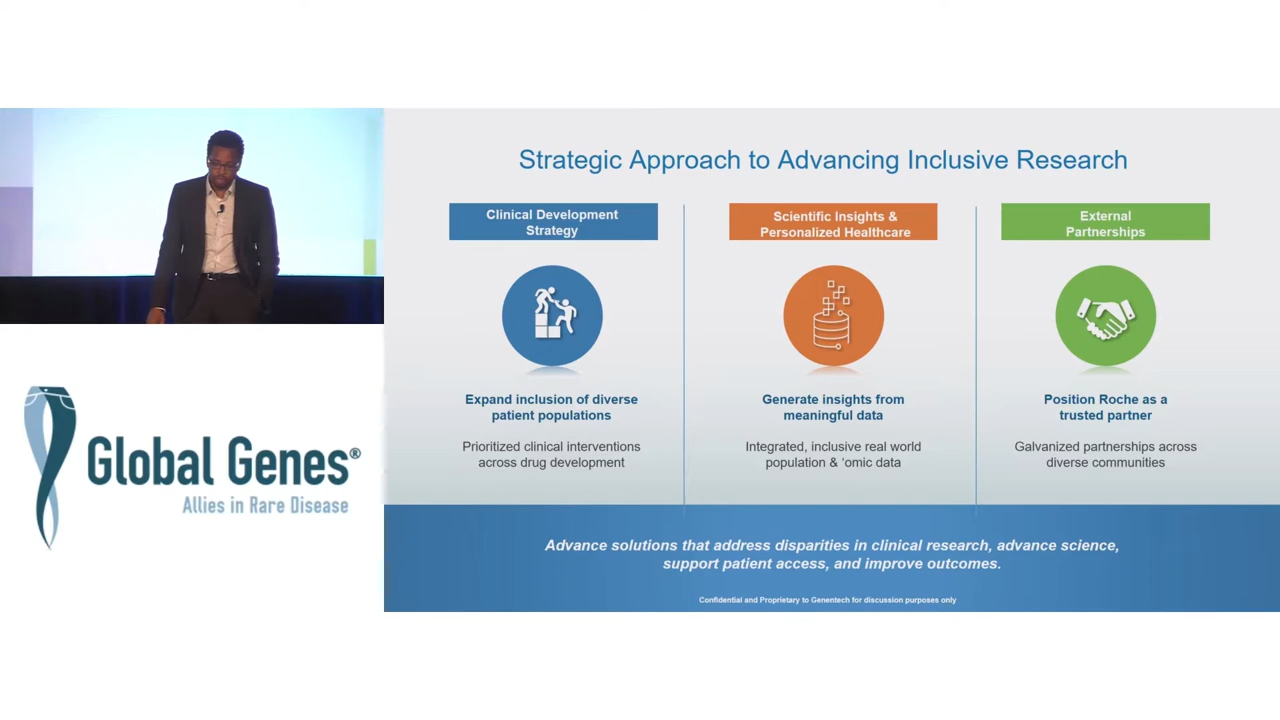 Strategic Approach to Advancing Inclusive Research
Clinical Development
Strategy
Expand inclusion of diverse
patient populations
Prioritized clinical interventions
across drug development
Scientific Insights &
Personalized Healthcare
Generate insights from
meaningful data
Integrated, inclusive real world
population & ‘omic data
External
Partnerships
Position Roche as a
trusted partner
Galvanized partnerships across
diverse communities
Advance solutions that address disparities in clinical research, advance science,
support patient access, and improve outcomes.
Confidential and Proprietary to Genentech for discussion purposes only
Global Genes®
Allies in Rare Disease